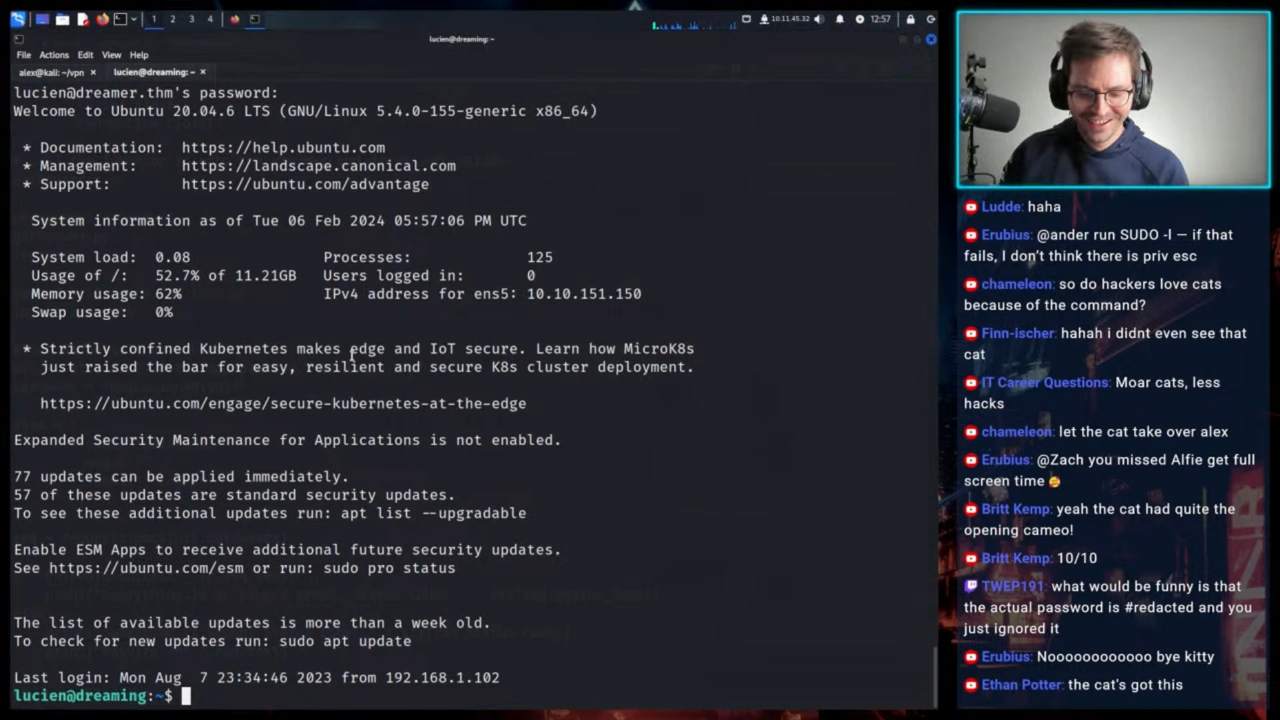 1 2 3 4
10.11.45.32
12:57
lucien@dreaming: ~
File Actions Edit View Help
alex@kali: ~/vpn × lucien@dreaming: ~ ×
lucien@dreamer.thm's password:
Welcome to Ubuntu 20.04.6 LTS (GNU/Linux 5.4.0-155-generic x86_64)
* Documentation: https://help.ubuntu.com
* Management: https://landscape.canonical.com
* Support: https://ubuntu.com/advantage
System information as of Tue 06 Feb 2024 05:57:06 PM UTC
System load: 0.08 Processes: 125
Usage of /: 52.7% of 11.21GB Users logged in: 0
Memory usage: 62% IPv4 address for ens5: 10.10.151.150
Swap usage: 0%
* Strictly confined Kubernetes makes edge and IoT secure. Learn how MicroK8s
just raised the bar for easy, resilient and secure K8s cluster deployment.
https://ubuntu.com/engage/secure-kubernetes-at-the-edge
Expanded Security Maintenance for Applications is not enabled.
77 updates can be applied immediately.
57 of these updates are standard security updates.
To see these additional updates run: apt list --upgradable
Enable ESM Apps to receive additional future security updates.
See https://ubuntu.com/esm or run: sudo pro status
The list of available updates is more than a week old.
To check for new updates run: sudo apt update
Last login: Mon Aug 7 23:34:46 2023 from 192.168.1.102
lucien@dreaming:~$
Ludde: haha
Erubius: @ander run SUDO -l — if that
fails, I don't think there is priv esc
chameleon: so do hackers love cats
because of the command?
Finn-ischer: hahah i didnt even see that
cat
IT Career Questions: Moar cats, less
hacks
chameleon: let the cat take over alex
Erubius: @Zach you missed Alfie get full
screen time
Britt Kemp: yeah the cat had quite the
opening cameo!
Britt Kemp: 10/10
TWEP191: what would be funny is that
the actual password is #redacted and you
just ignored it
Erubius: Noooooooooooo bye kitty
Ethan Potter: the cat's got this